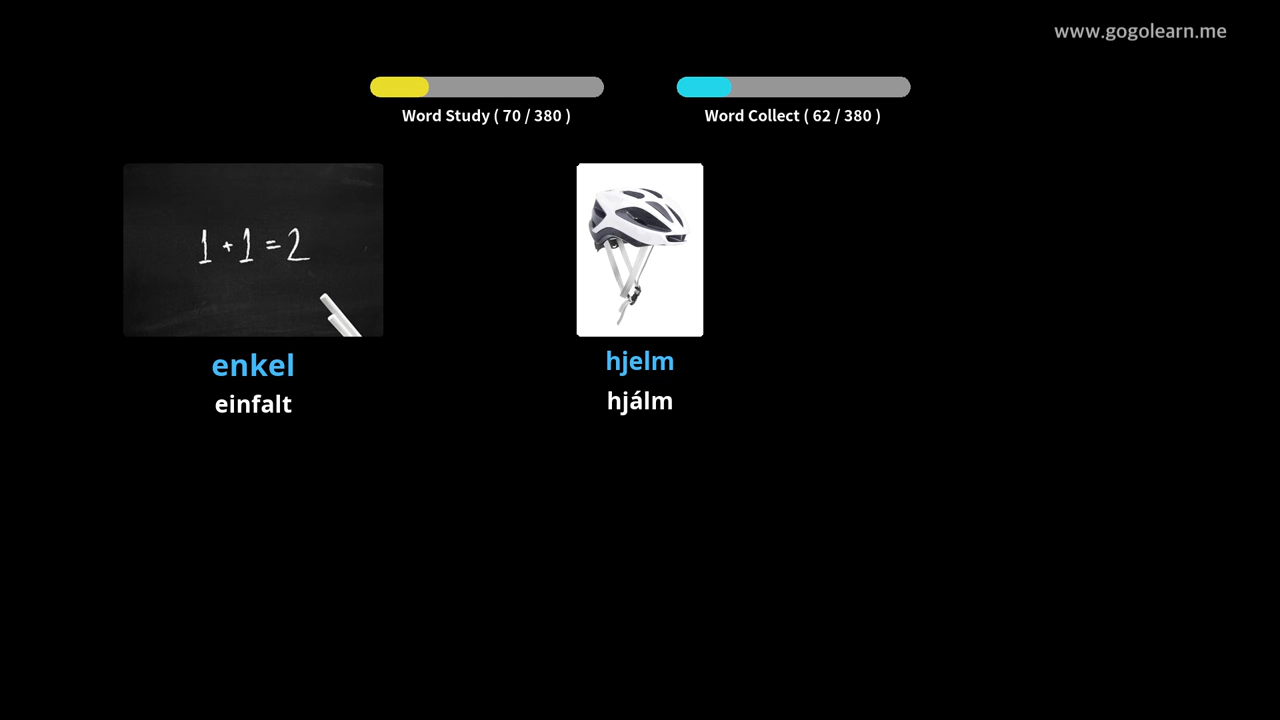 www.gogolearn.me
Word Study ( 70 / 380 )
Word Collect ( 62 / 380 )
1 + 1 = 2
enkel
einfalt
hjelm
hjálm